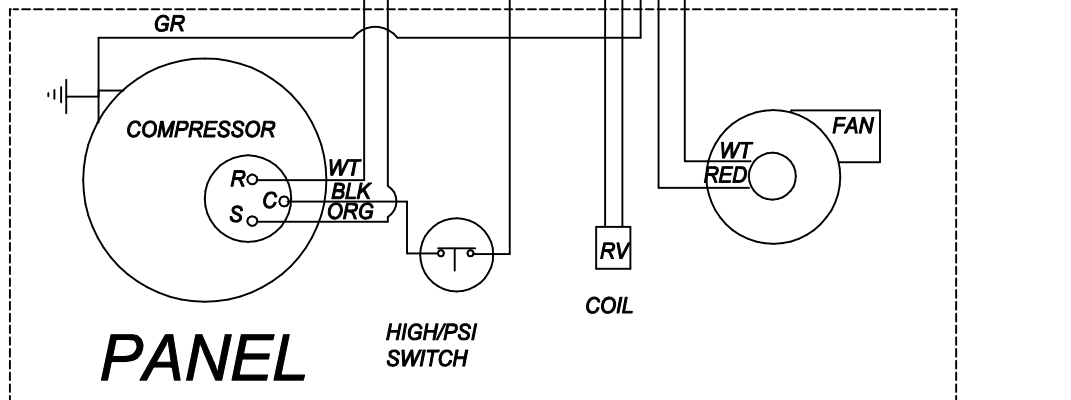 GR
COMPRESSOR
FAN
WT
RED
R
WT
C
BLK
S
ORG
RV
COIL
HIGH/PSI
SWITCH
PANEL